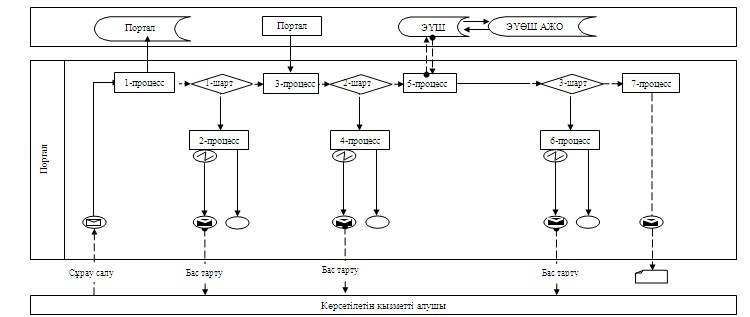 Портал
Портал
ЭҮШ
ЭҮӨШ АЖО
Портал
1-процесс
1-шарт
3-процесс
2-шарт
5-процесс
3-шарт
7-процесс
2-процесс
4-процесс
6-процесс
Сұрау салу
Бас тарту
Бас тарту
Бас тарту
Көрсетілетін қызметті алушы